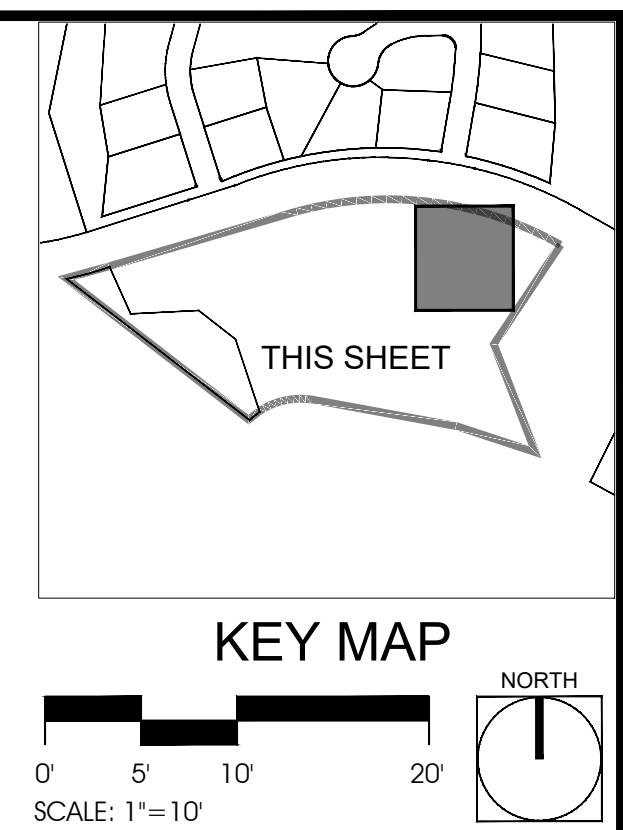 THIS SHEET
KEY MAP
NORTH
0' 5' 10' 20'
SCALE: 1"=10'